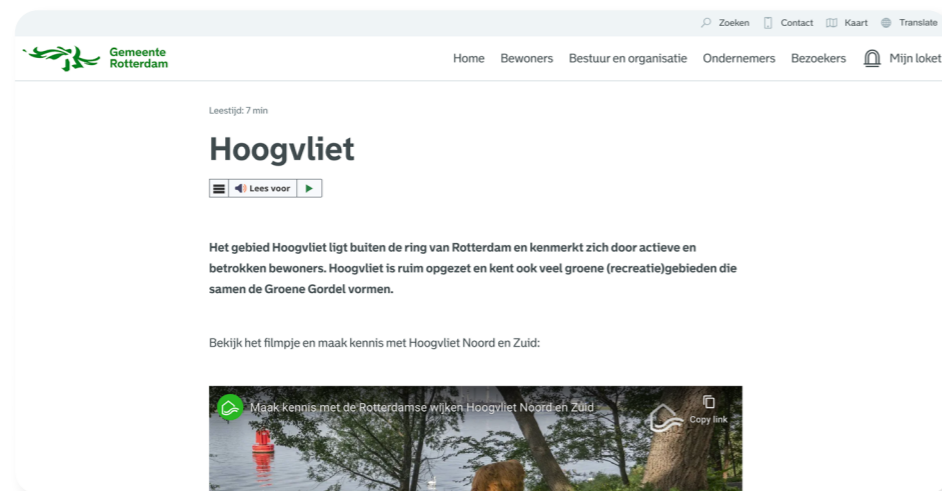 Zoeken Contact Kaart Translate
Gemeente
Rotterdam
Home Bewoners Bestuur en organisatie Ondernemers Bezoekers Mijn loket
Leestijd: 7 min
Hoogvliet
Lees voor
Het gebied Hoogvliet ligt buiten de ring van Rotterdam en kenmerkt zich door actieve en
betrokken bewoners. Hoogvliet is ruim opgezet en kent ook veel groene (recreatie)gebieden die
samen de Groene Gordel vormen.
Bekijk het filmpje en maak kennis met Hoogvliet Noord en Zuid:
Maak kennis met de Rotterdamse wijken Hoogvliet Noord en Zuid
Copy link